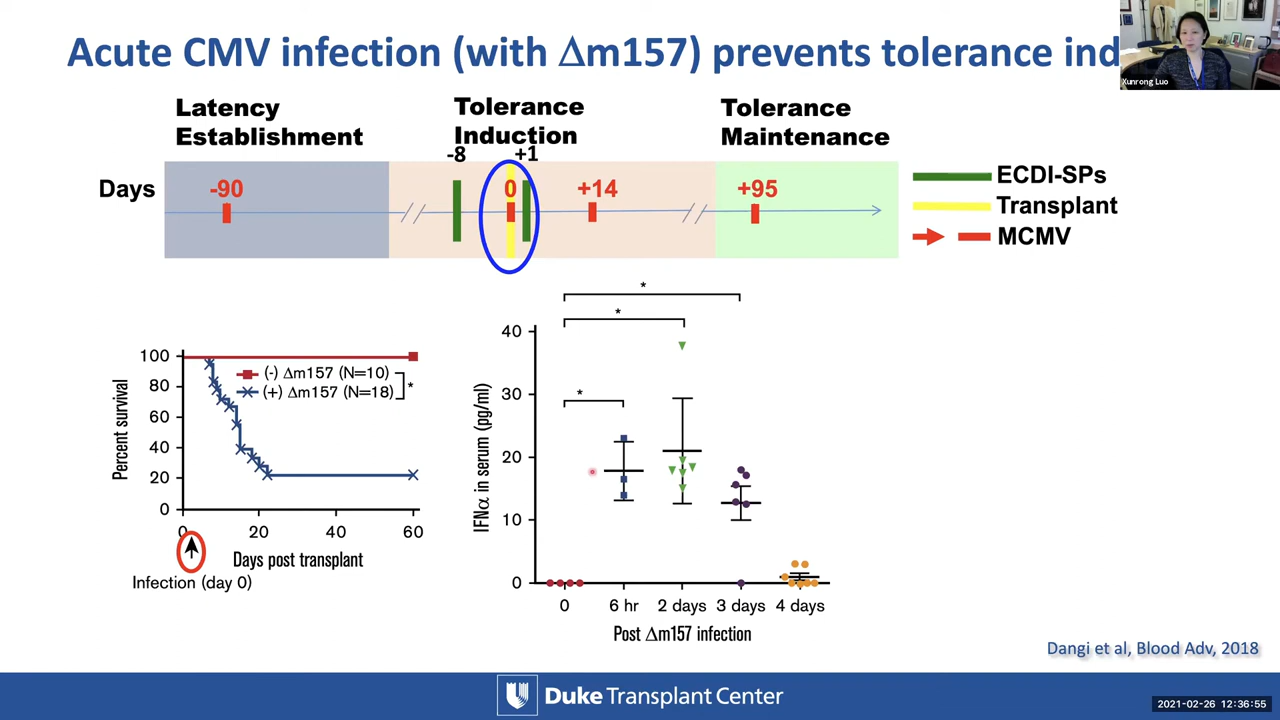 Acute CMV infection (with Δm157) prevents tolerance ind
Xunrong Luo
Latency
Establishment
Tolerance
Induction
Tolerance
Maintenance
-8
+1
Days
-90
0
+14
+95
ECDI-SPs
Transplant
MCMV
Percent survival
100
80
60
40
20
0
(-) Δm157 (N=10)
(+) Δm157 (N=18)
*
0
20
40
60
Days post transplant
Infection (day 0)
IFNα in serum (pg/ml)
40
30
20
10
0
*
*
*
0
6 hr
2 days
3 days
4 days
Post Δm157 infection
Dangi et al, Blood Adv, 2018
Duke Transplant Center
2021-02-26 12:36:55